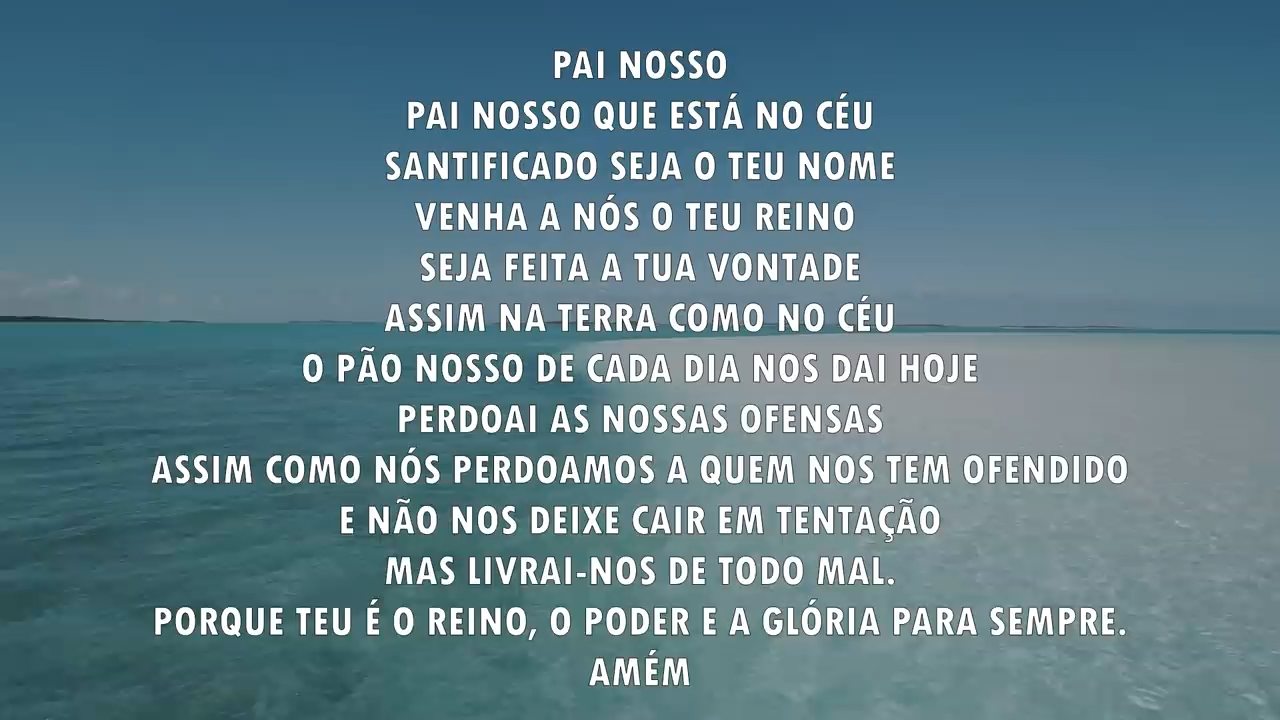 PAI NOSSO
PAI NOSSO QUE ESTÁ NO CÉU
SANTIFICADO SEJA O TEU NOME
VENHA A NÓS O TEU REINO
SEJA FEITA A TUA VONTADE
ASSIM NA TERRA COMO NO CÉU
O PÃO NOSSO DE CADA DIA NOS DAI HOJE
PERDOAI AS NOSSAS OFENSAS
ASSIM COMO NÓS PERDOAMOS A QUEM NOS TEM OFENDIDO
E NÃO NOS DEIXE CAIR EM TENTAÇÃO
MAS LIVRAI-NOS DE TODO MAL.
PORQUE TEU É O REINO, O PODER E A GLÓRIA PARA SEMPRE.
AMÉM